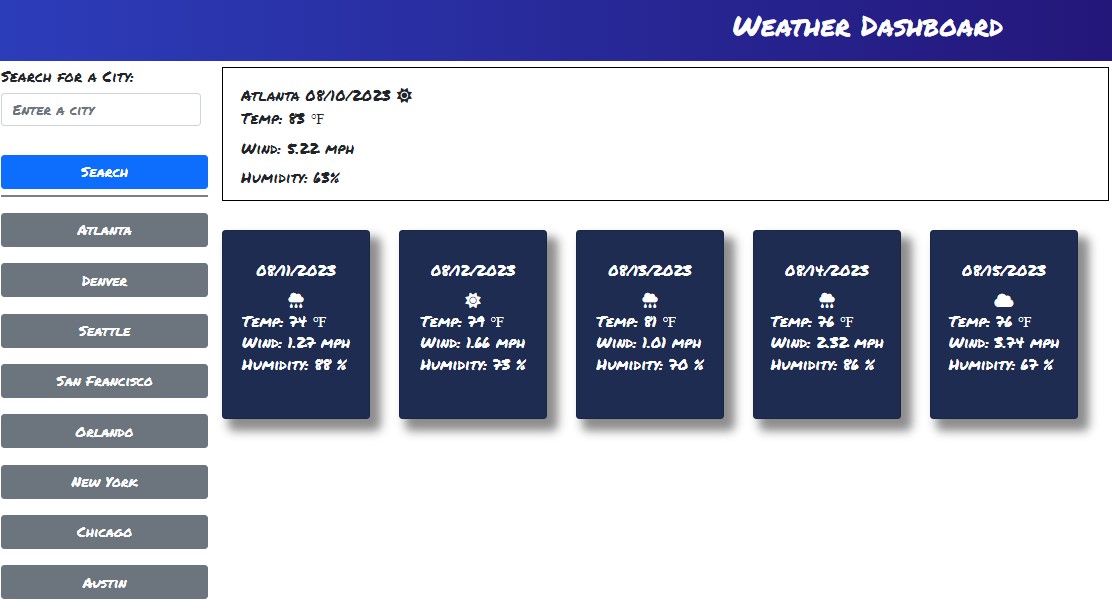 Weather Dashboard
Search for a City:
Enter a city
Search
Atlanta
Denver
Seattle
San Francisco
Orlando
New York
Chicago
Austin
Atlanta 08/10/2023
Temp: 83 °F
Wind: 5.22 mph
Humidity: 63%
08/11/2023
Temp: 74 °F
Wind: 1.27 mph
Humidity: 88 %
08/12/2023
Temp: 79 °F
Wind: 1.66 mph
Humidity: 73 %
08/13/2023
Temp: 81 °F
Wind: 1.01 mph
Humidity: 70 %
08/14/2023
Temp: 76 °F
Wind: 2.32 mph
Humidity: 86 %
08/15/2023
Temp: 76 °F
Wind: 3.74 mph
Humidity: 67 %